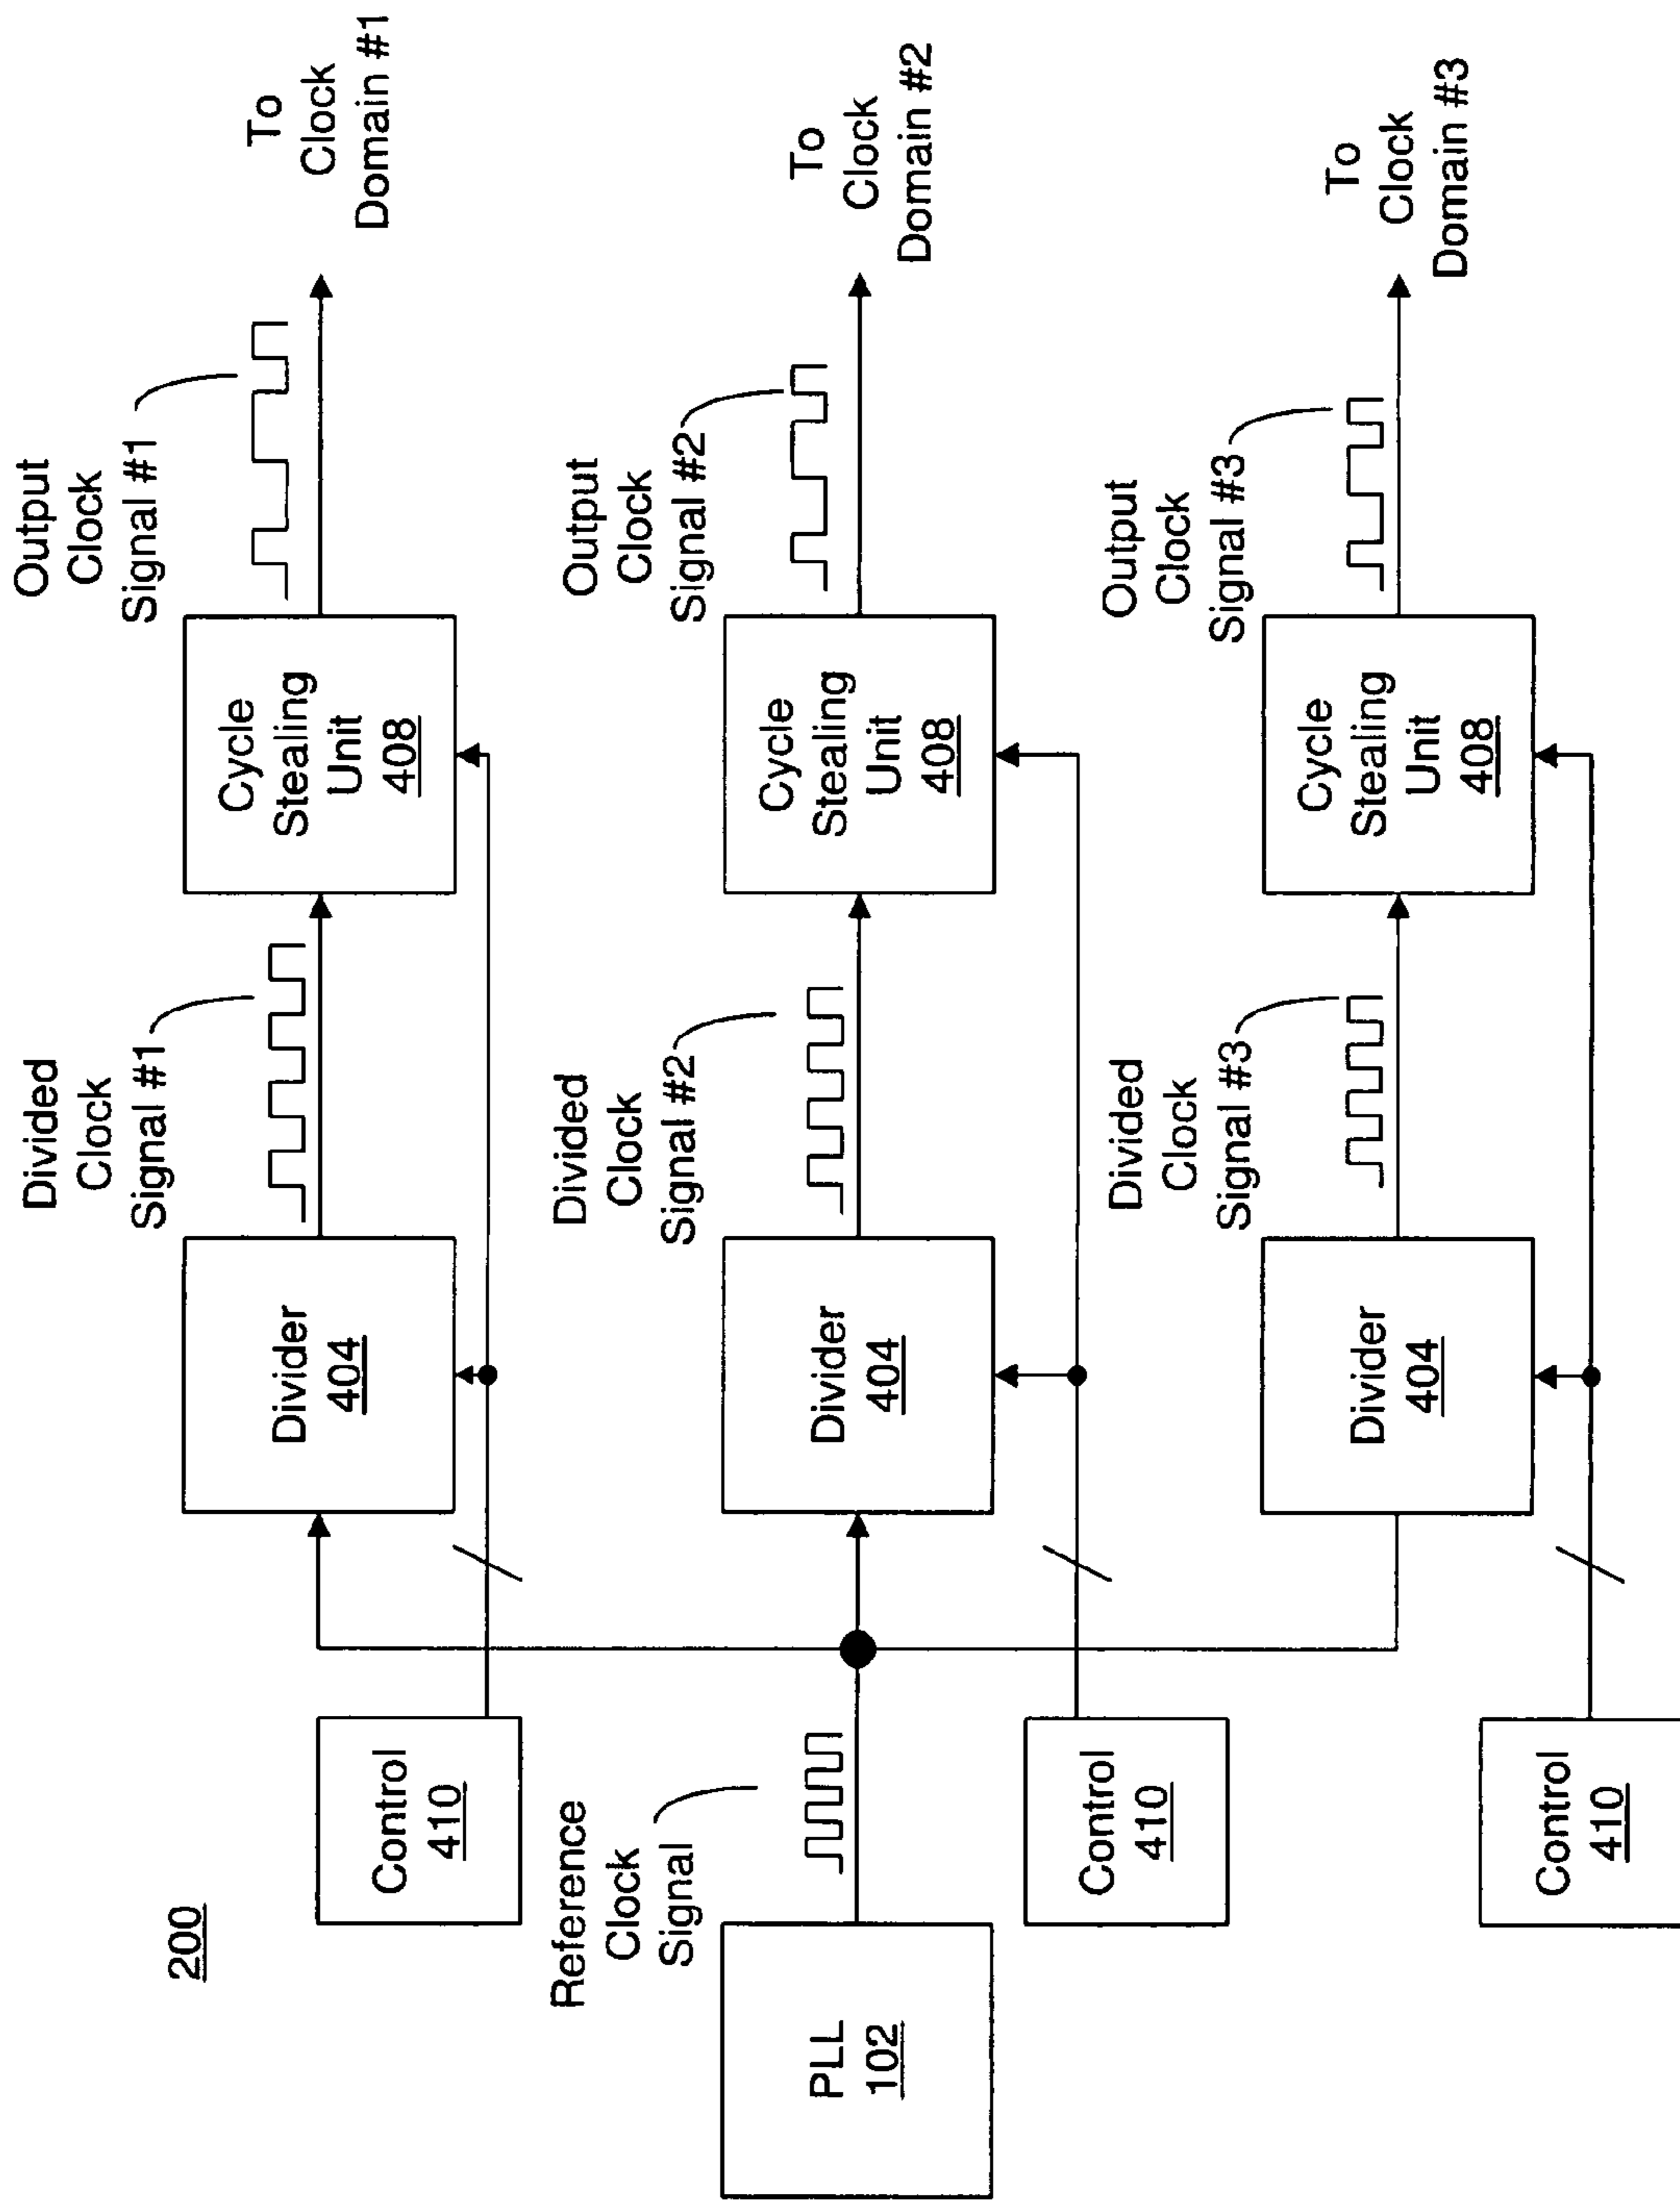 200
Control
410
PLL
102
Reference
Clock
Signal
Control
410
Control
410
Divider
404
Divider
404
Divider
404
Divided
Clock
Signal #1
Divided
Clock
Signal #2
Divided
Clock
Signal #3
Cycle
Stealing
Unit
408
Cycle
Stealing
Unit
408
Cycle
Stealing
Unit
408
Output
Clock
Signal #1
Output
Clock
Signal #2
Output
Clock
Signal #3
To
Clock
Domain #1
To
Clock
Domain #2
To
Clock
Domain #3